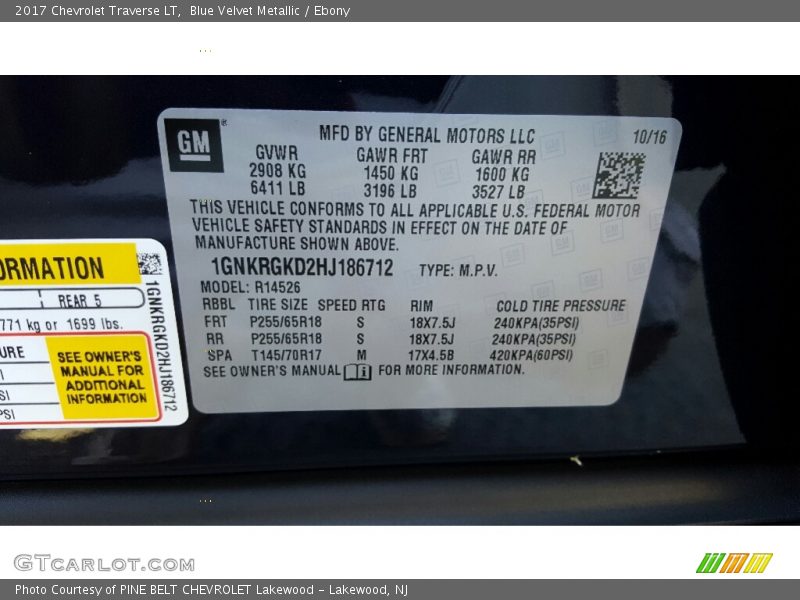 2017 Chevrolet Traverse LT,  Blue Velvet Metallic / Ebony
GM
MFD BY GENERAL MOTORS LLC 10/16
GVWR GAWR FRT GAWR RR
2908 KG 1450 KG 1600 KG
6411 LB 3196 LB 3527 LB
THIS VEHICLE CONFORMS TO ALL APPLICABLE U.S. FEDERAL MOTOR
VEHICLE SAFETY STANDARDS IN EFFECT ON THE DATE OF
MANUFACTURE SHOWN ABOVE.
1GNKRGKD2HJ186712 TYPE: M.P.V.
MODEL: R14526
RBBL TIRE SIZE SPEED RTG RIM COLD TIRE PRESSURE
FRT P255/65R18 S 18X7.5J 240KPA(35PSI)
RR P255/65R18 S 18X7.5J 240KPA(35PSI)
SPA T145/70R17 M 17X4.5B 420KPA(60PSI)
SEE OWNER'S MANUAL FOR MORE INFORMATION.
REAR 5
771 kg or 1699 lbs.
SEE OWNER'S
MANUAL FOR
ADDITIONAL
INFORMATION
1GNKRGKD2HJ186712
GTCARLOT.COM
Photo Courtesy of PINE BELT CHEVROLET Lakewood - Lakewood, NJ